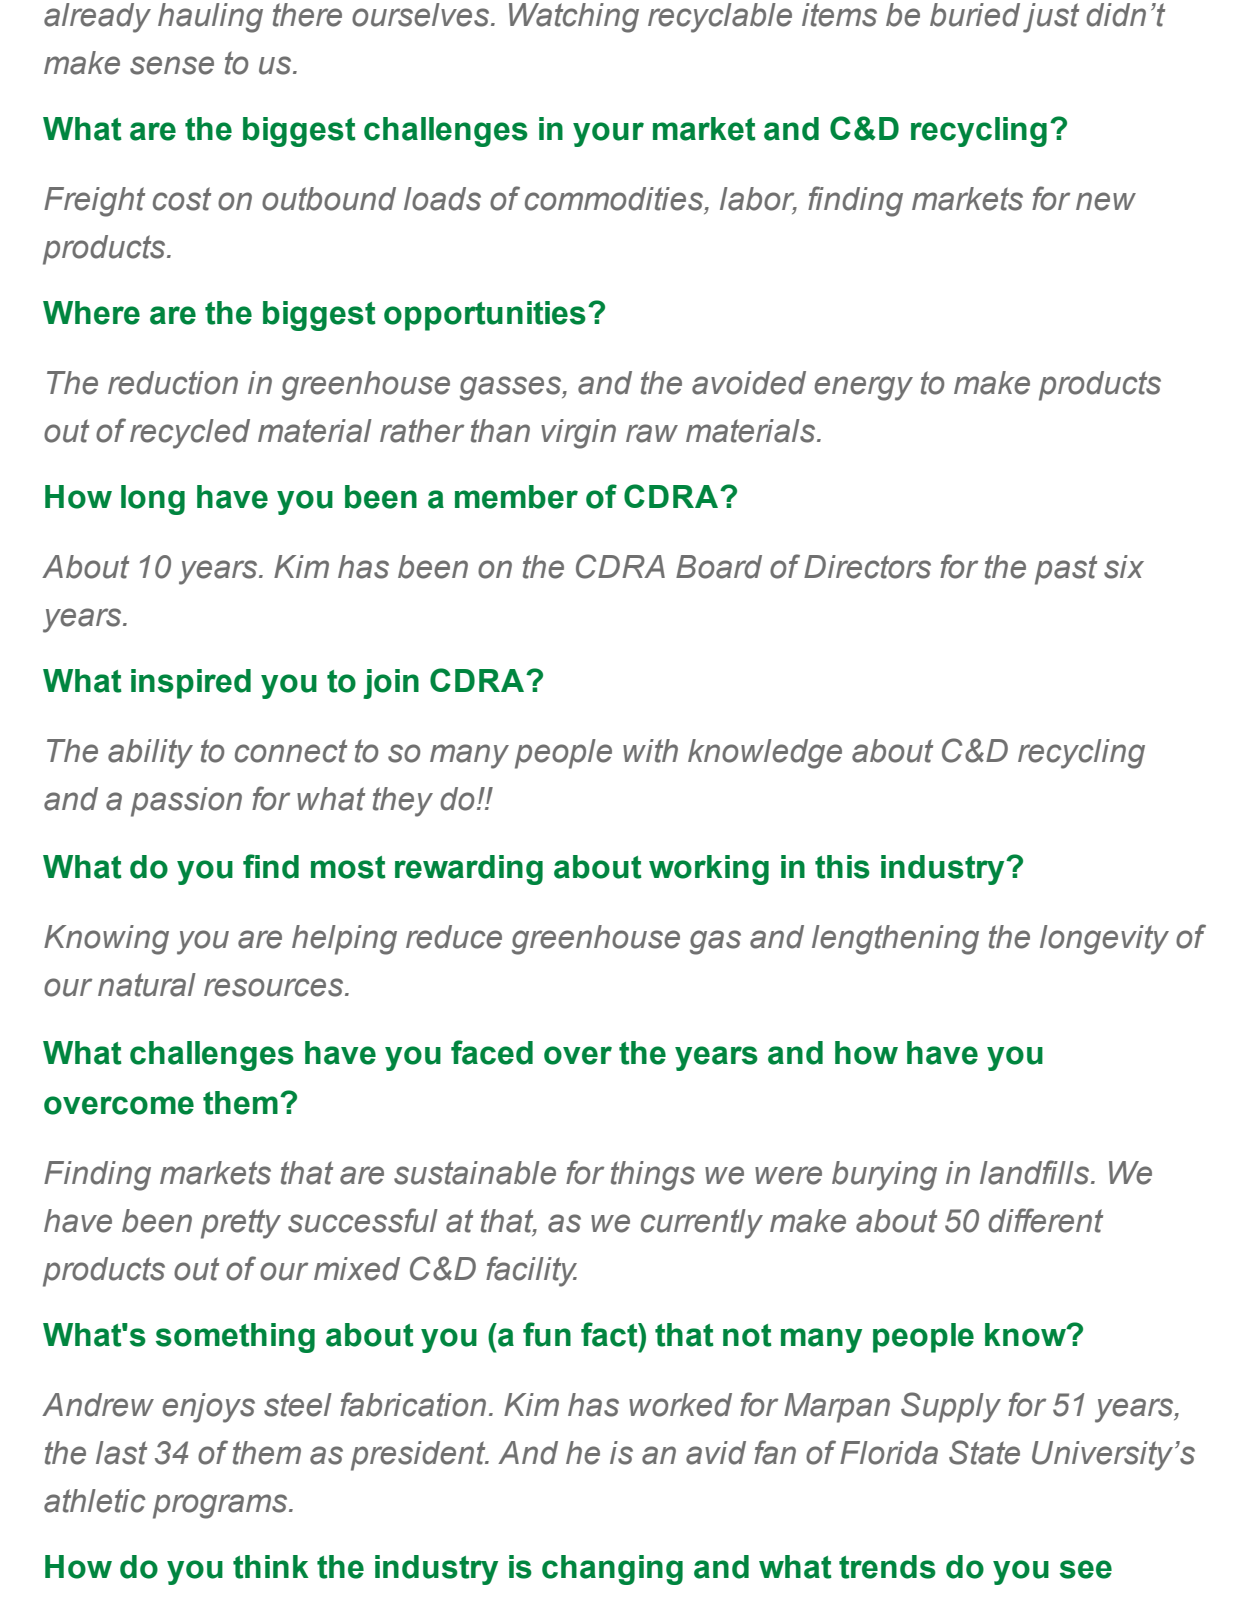 already hauling there ourselves. Watching recyclable items be buried just didn’t
make sense to us.
What are the biggest challenges in your market and C&D recycling?
Freight cost on outbound loads of commodities, labor, finding markets for new
products.
Where are the biggest opportunities?
The reduction in greenhouse gasses, and the avoided energy to make products
out of recycled material rather than virgin raw materials.
How long have you been a member of CDRA?
About 10 years. Kim has been on the CDRA Board of Directors for the past six
years.
What inspired you to join CDRA?
The ability to connect to so many people with knowledge about C&D recycling
and a passion for what they do!!
What do you find most rewarding about working in this industry?
Knowing you are helping reduce greenhouse gas and lengthening the longevity of
our natural resources.
What challenges have you faced over the years and how have you
overcome them?
Finding markets that are sustainable for things we were burying in landfills. We
have been pretty successful at that, as we currently make about 50 different
products out of our mixed C&D facility.
What's something about you (a fun fact) that not many people know?
Andrew enjoys steel fabrication. Kim has worked for Marpan Supply for 51 years,
the last 34 of them as president. And he is an avid fan of Florida State University’s
athletic programs.
How do you think the industry is changing and what trends do you see